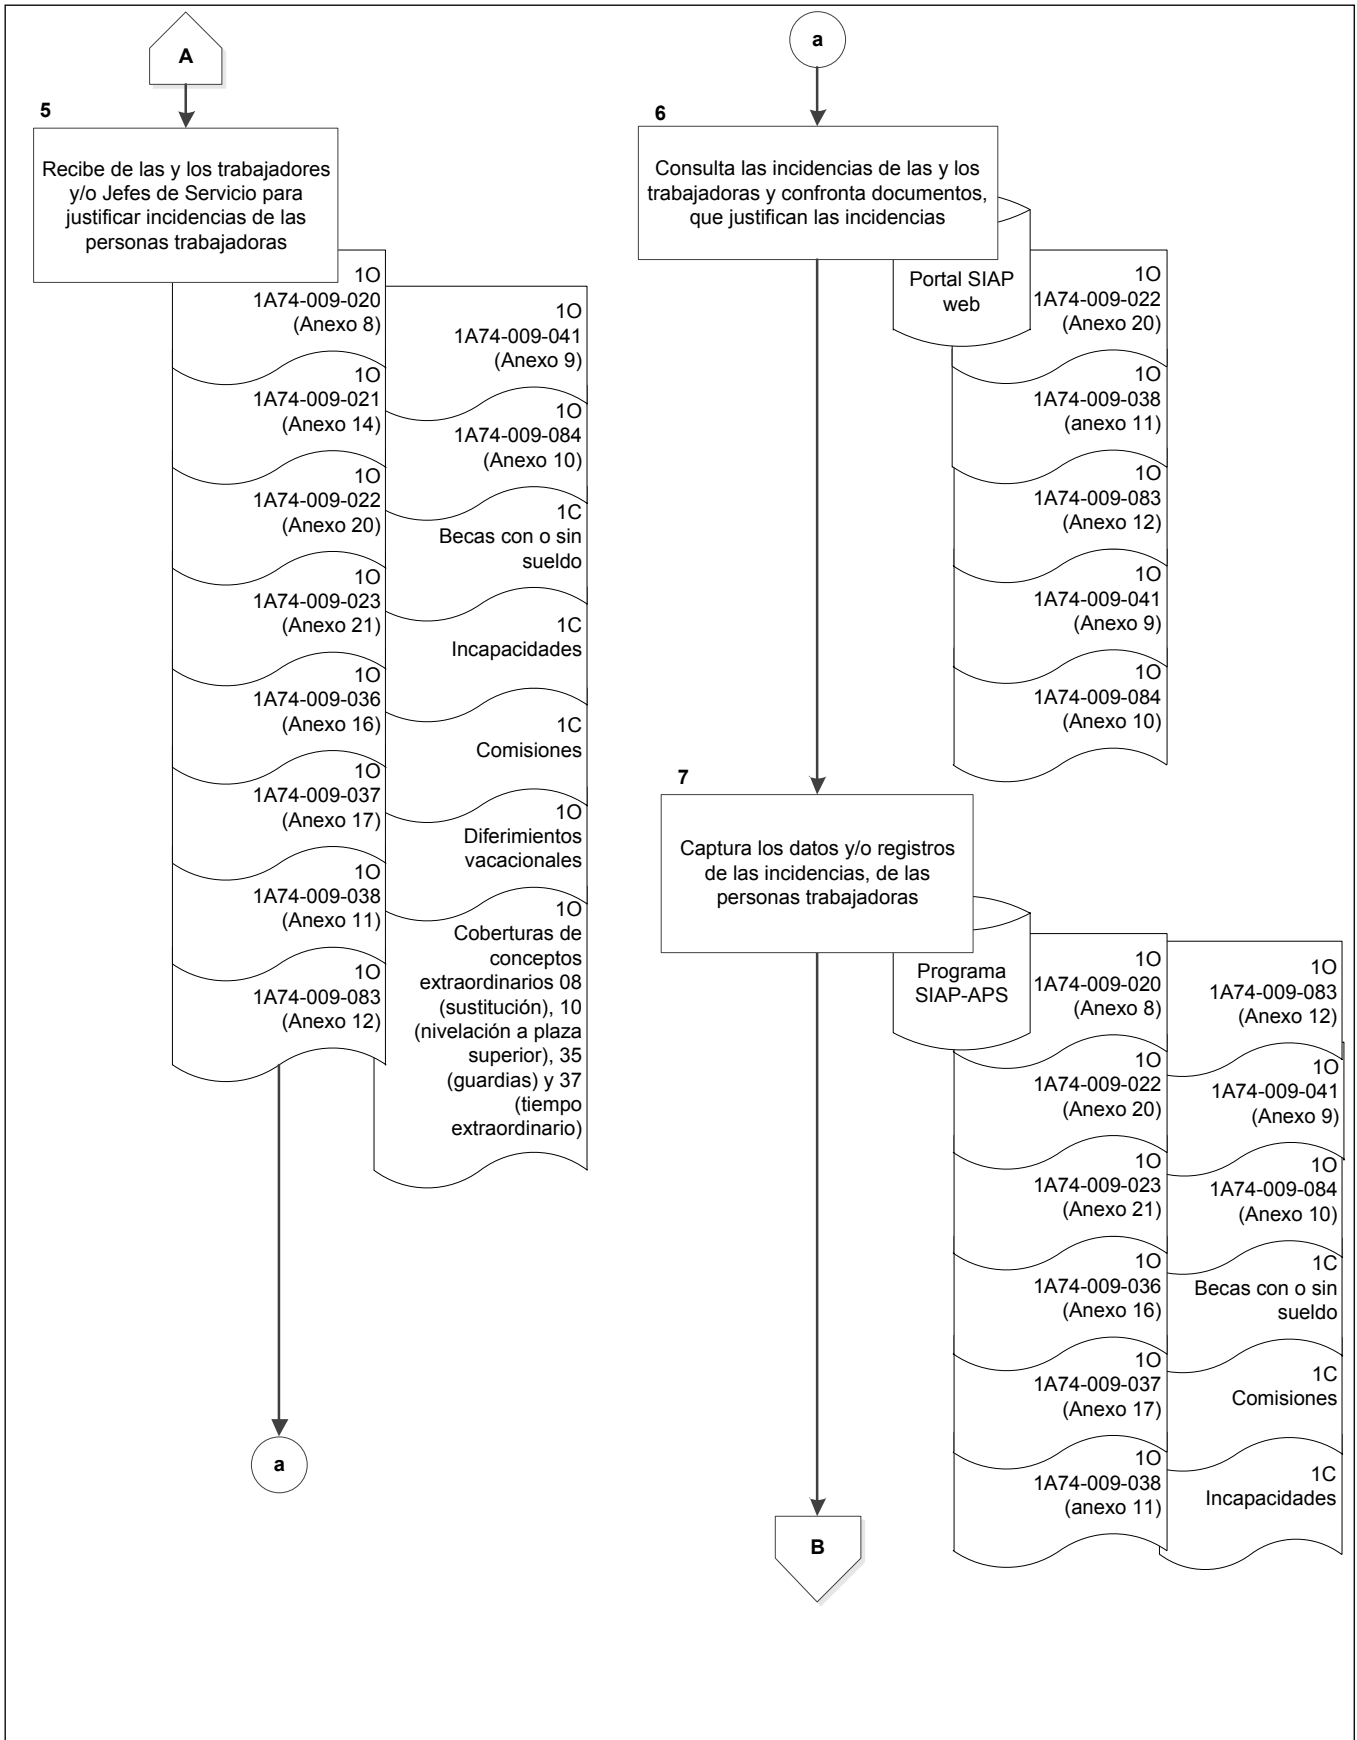 A
5
Recibe de las y los trabajadores
y/o Jefes de Servicio para
justificar incidencias de las
personas trabajadoras
1O
1A74-009-020
(Anexo 8)
1O
1A74-009-021
(Anexo 14)
1O
1A74-009-022
(Anexo 20)
1O
1A74-009-023
(Anexo 21)
1O
1A74-009-036
(Anexo 16)
1O
1A74-009-037
(Anexo 17)
1O
1A74-009-038
(Anexo 11)
1O
1A74-009-083
(Anexo 12)
1O
1A74-009-041
(Anexo 9)
1O
1A74-009-084
(Anexo 10)
1C
Becas con o sin
sueldo
1C
Incapacidades
1C
Comisiones
1O
Diferimientos
vacacionales
1O
Coberturas de
conceptos
extraordinarios 08
(sustitución), 10
(nivelación a plaza
superior), 35
(guardias) y 37
(tiempo
extraordinario)
a
a
6
Consulta las incidencias de las y los
trabajadoras y confronta documentos,
que justifican las incidencias
Portal SIAP
web
1O
1A74-009-022
(Anexo 20)
1O
1A74-009-038
(anexo 11)
1O
1A74-009-083
(Anexo 12)
1O
1A74-009-041
(Anexo 9)
1O
1A74-009-084
(Anexo 10)
7
Captura los datos y/o registros
de las incidencias, de las
personas trabajadoras
Programa
SIAP-APS
1O
1A74-009-020
(Anexo 8)
1O
1A74-009-022
(Anexo 20)
1O
1A74-009-023
(Anexo 21)
1O
1A74-009-036
(Anexo 16)
1O
1A74-009-037
(Anexo 17)
1O
1A74-009-038
(anexo 11)
1O
1A74-009-083
(Anexo 12)
1O
1A74-009-041
(Anexo 9)
1O
1A74-009-084
(Anexo 10)
1C
Becas con o sin
sueldo
1C
Comisiones
1C
Incapacidades
B